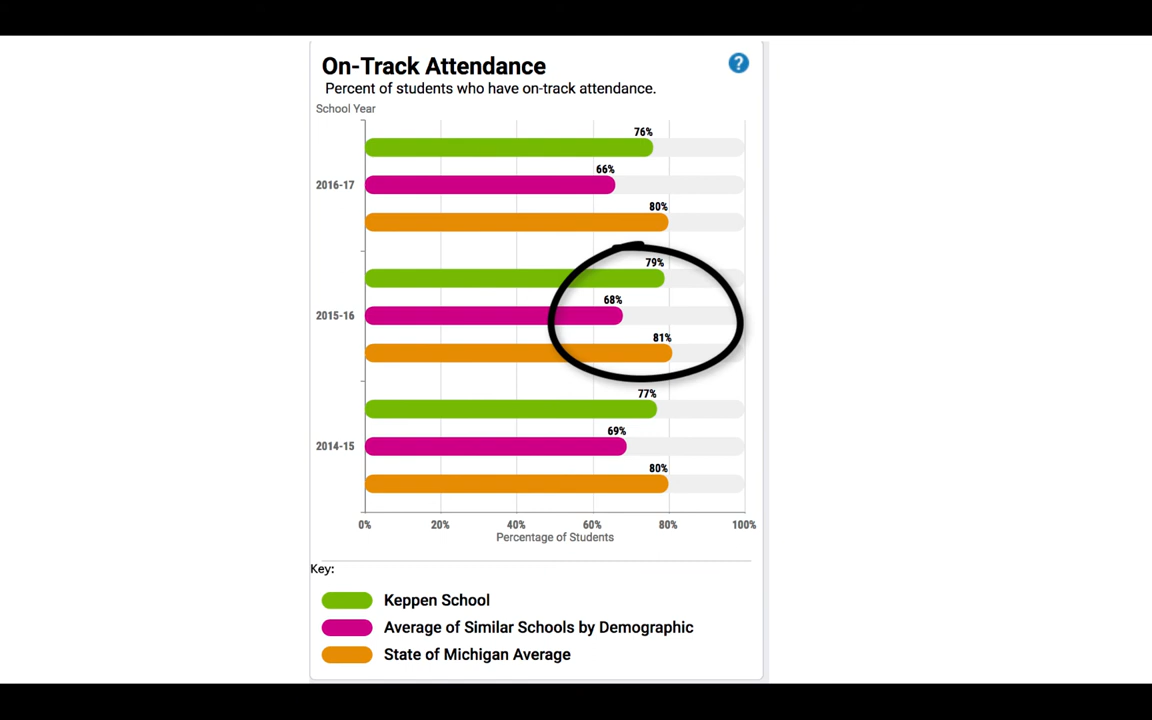 On-Track Attendance
?
Percent of students who have on-track attendance.
School Year
76%
66%
2016-17
80%
79%
68%
2015-16
81%
77%
69%
2014-15
80%
0% 20% 40% 60% 80% 100%
Percentage of Students
Key:
Keppen School
Average of Similar Schools by Demographic
State of Michigan Average